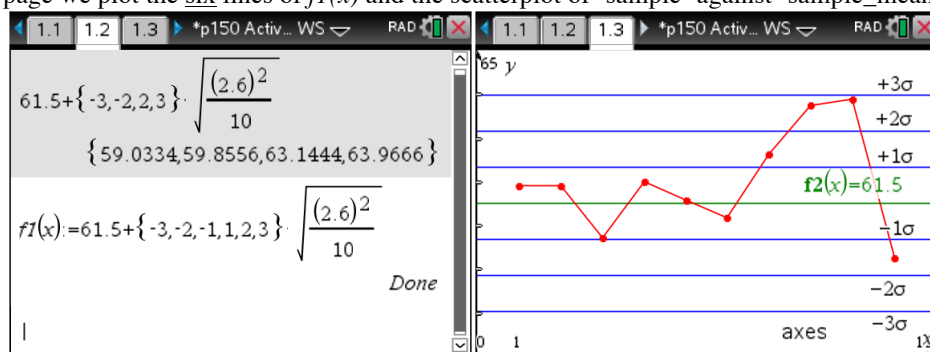 page we plot the six lines of f1(x) and the scatterplot of "sample" against "sample_mean
1.1 1.2 1.3 *p150 Activ... WS RAD
61.5+{-3,-2,2,3}·√((2.6)²/10)
{59.0334,59.8556,63.1444,63.9666}
f1(x):=61.5+{-3,-2,-1,1,2,3}·√((2.6)²/10)
Done
1.1 1.2 1.3 *p150 Activ... WS RAD
65 y
+3σ
+2σ
+1σ
f2(x)=61.5
-1σ
-2σ
-3σ
axes
0 1